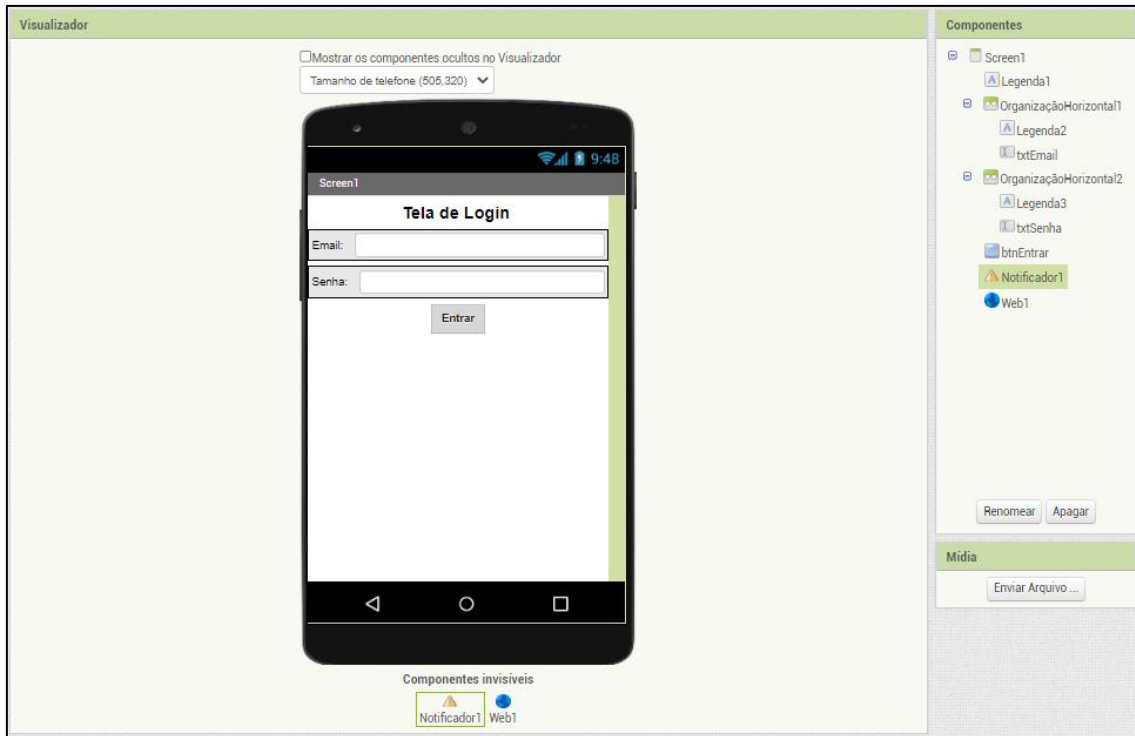 Visualizador
Mostrar os componentes ocultos no Visualizador
Tamanho de telefone (505,320)
9:48
Screen1
Tela de Login
Email:
Senha:
Entrar
Componentes invisíveis
Notificador1 Web1
Componentes
Screen1
Legenda1
OrganizaçãoHorizontal1
Legenda2
txtEmail
OrganizaçãoHorizontal2
Legenda3
txtSenha
btnEntrar
Notificador1
Web1
Renomear Apagar
Mídia
Enviar Arquivo ...